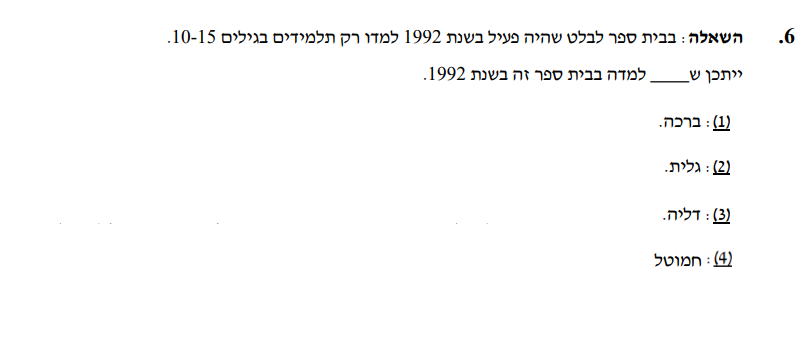 6. השאלה: בבית ספר לבלט שהיה פעיל בשנת 1992 למדו רק תלמידים בגילים 10-15.
ייתכן ש____ למדה בבית ספר זה בשנת 1992.
(1): ברכה.
(2): גלית.
(3): דליה.
(4): חמוטל